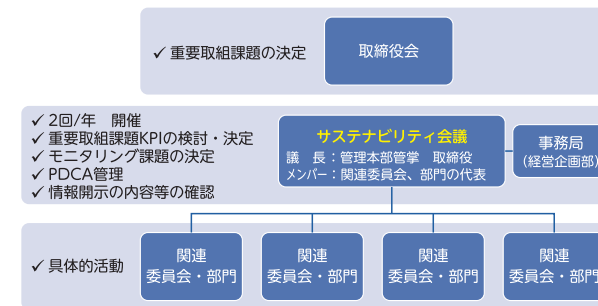 ✓ 重要取組課題の決定
取締役会
✓ 2回/年　開催
✓ 重要取組課題KPIの検討・決定
✓ モニタリング課題の決定
✓ PDCA管理
✓ 情報開示の内容等の確認
サステナビリティ会議
議　長：管理本部管掌　取締役
メンバー：関連委員会、部門の代表
事務局
（経営企画部）
✓ 具体的活動
関連
委員会・部門
関連
委員会・部門
関連
委員会・部門
関連
委員会・部門